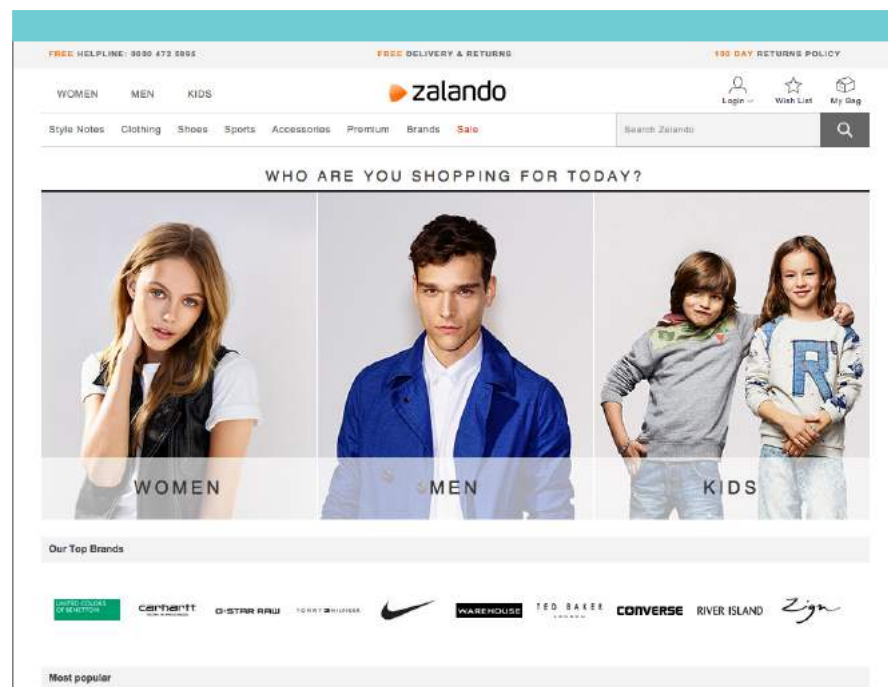 FREE HELPLINE: 0800 472 5995 FREE DELIVERY & RETURNS 100 DAY RETURNS POLICY
WOMEN MEN KIDS zalando Login Wish List My Bag
Style Notes Clothing Shoes Sports Accessories Premium Brands Sale Search Zalando
WHO ARE YOU SHOPPING FOR TODAY?
R
WOMEN MEN KIDS
Our Top Brands
UNITED COLORS OF BENETTON carhartt G-STAR RAW TOMMY HILFIGER WAREHOUSE TED BAKER LONDON CONVERSE RIVER ISLAND Zign
Most popular